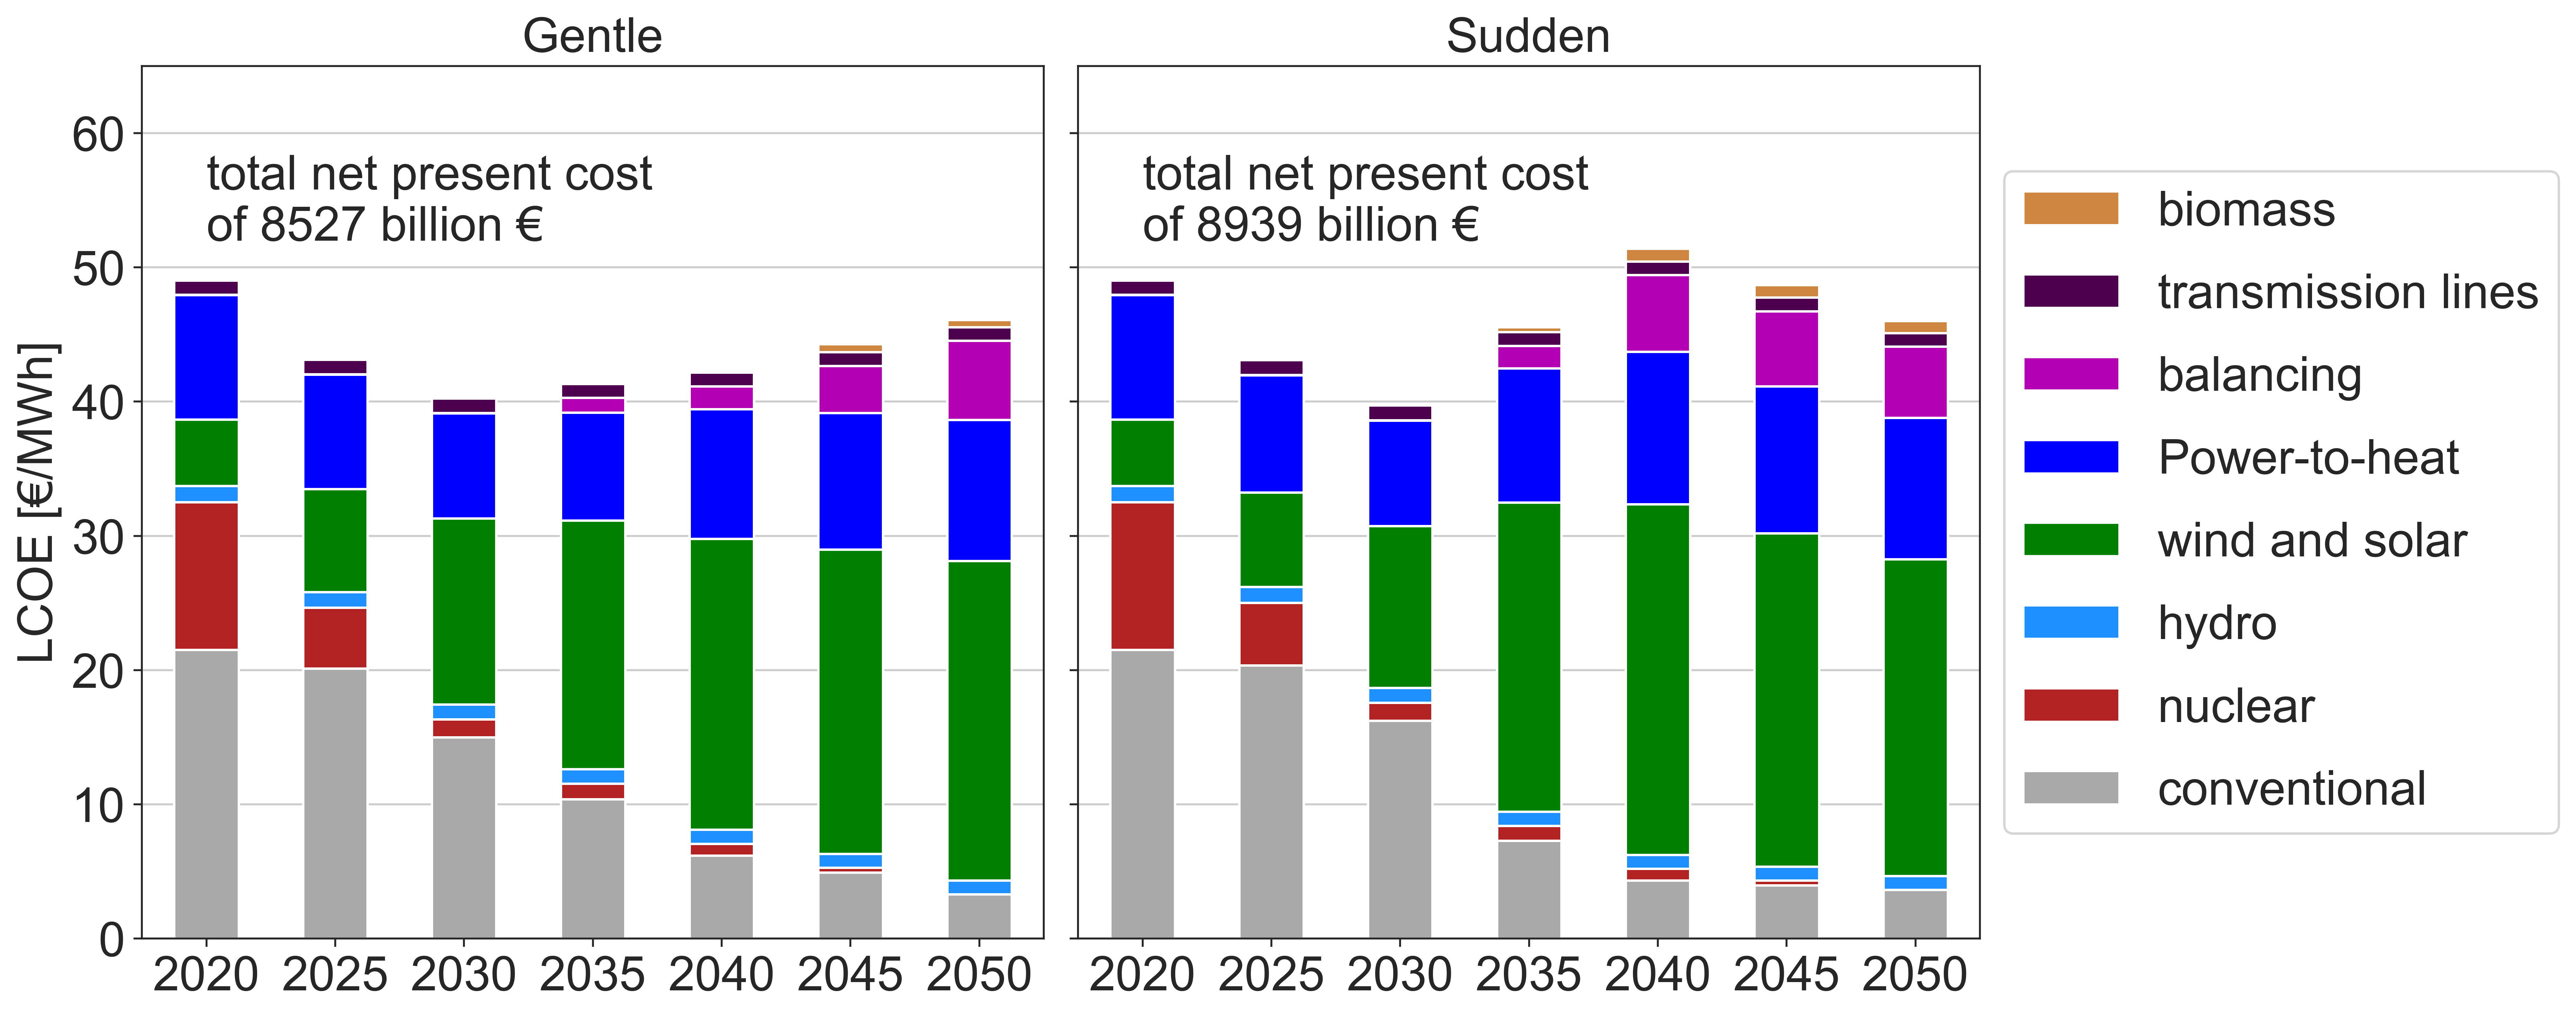 Gentle
Sudden
LCOE [€/MWh]
60
50
40
30
20
10
0
total net present cost
of 8527 billion €
total net present cost
of 8939 billion €
2020 2025 2030 2035 2040 2045 2050
2020 2025 2030 2035 2040 2045 2050
biomass
transmission lines
balancing
Power-to-heat
wind and solar
hydro
nuclear
conventional